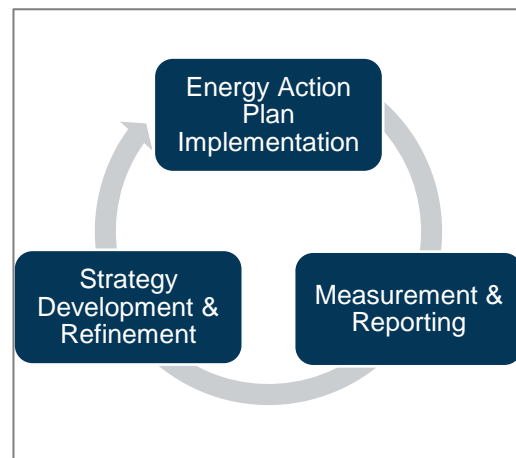 Energy Action
Plan
Implementation
Strategy
Development &
Refinement
Measurement &
Reporting